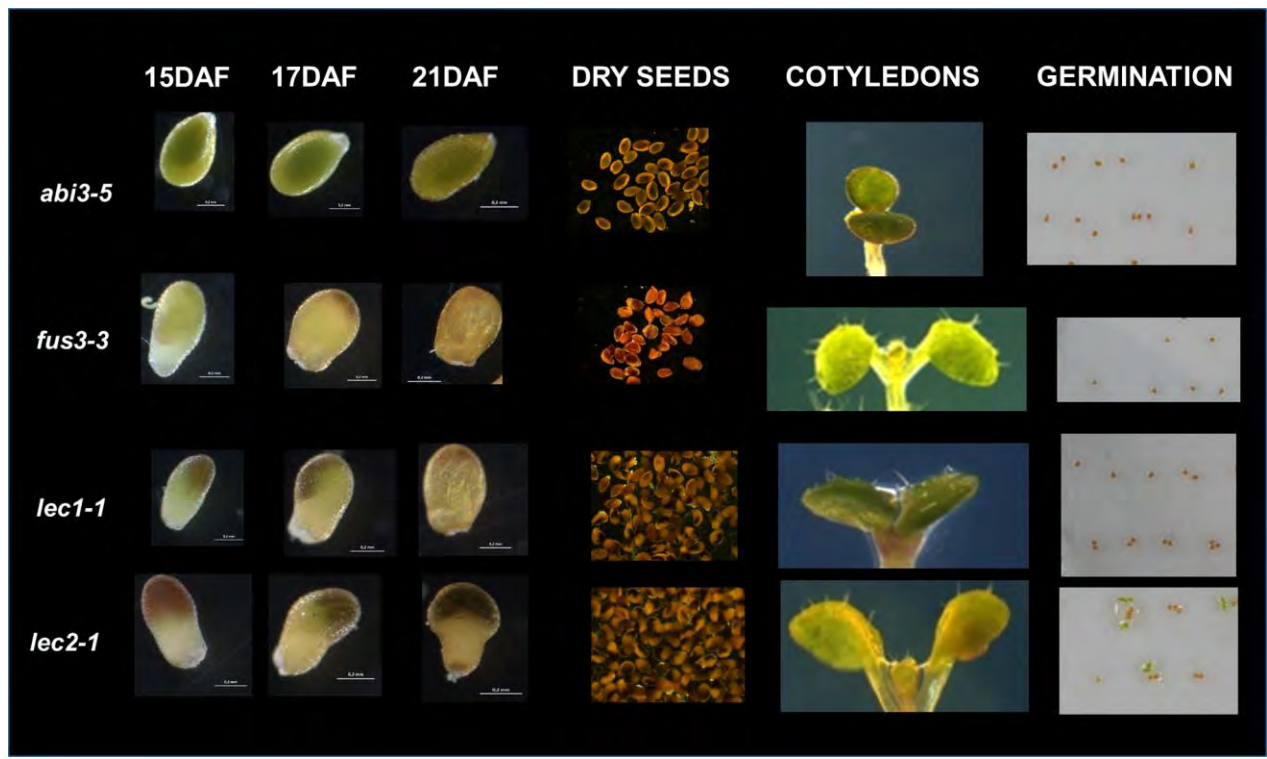 15DAF 17DAF 21DAF DRY SEEDS COTYLEDONS GERMINATION
abi3-5
fus3-3
lec1-1
lec2-1